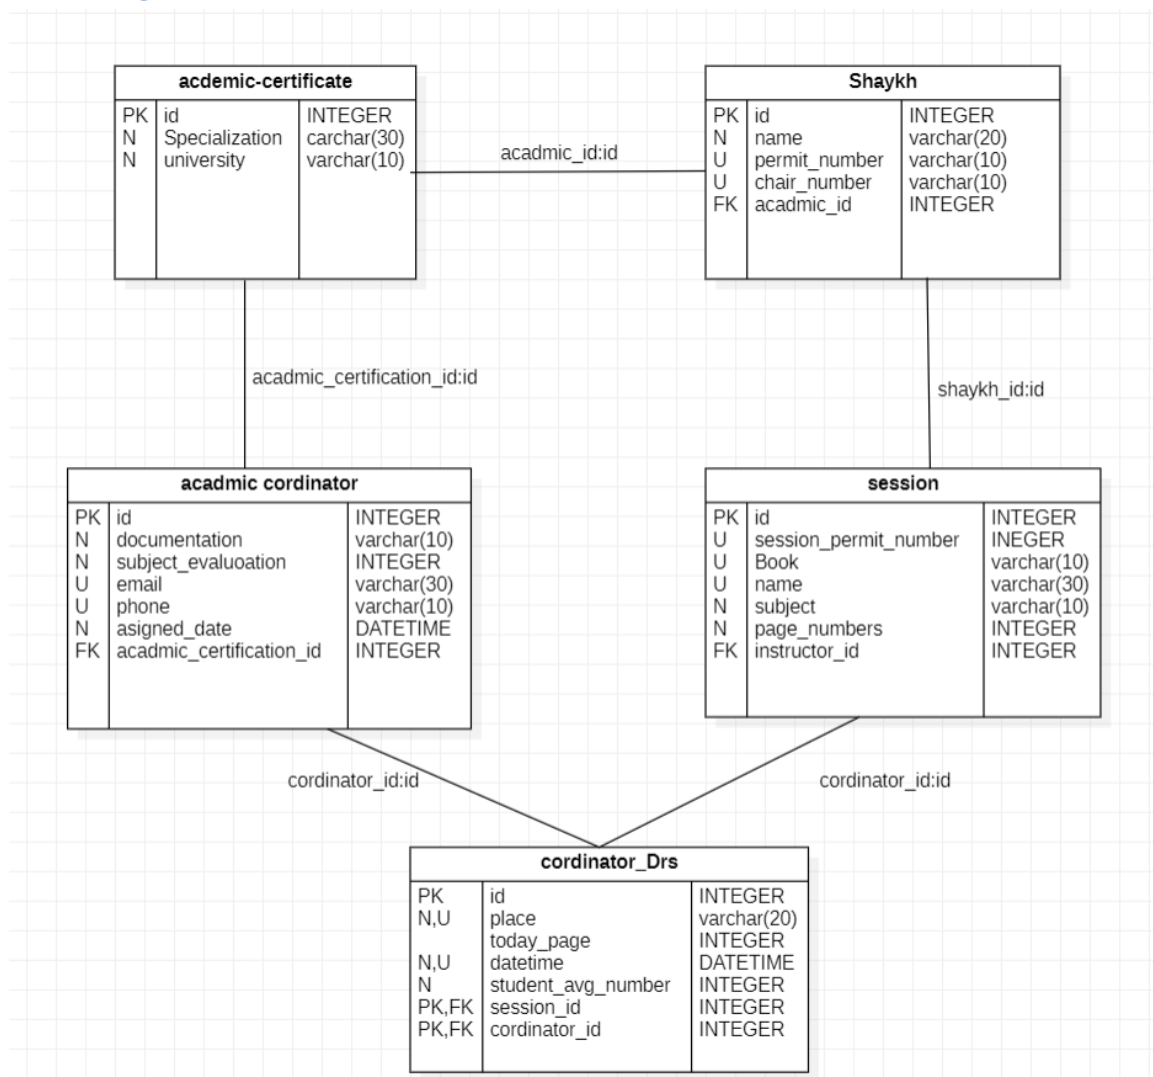 acdemic-certificate
PK id INTEGER
N Specialization carchar(30)
N university varchar(10)
acadmic_id:id
Shaykh
PK id INTEGER
N name varchar(20)
U permit_number varchar(10)
U chair_number varchar(10)
FK acadmic_id INTEGER
acadmic_certification_id:id
shaykh_id:id
acadmic cordinator
PK id INTEGER
N documentation varchar(10)
N subject_evaluoation INTEGER
U email varchar(30)
U phone varchar(10)
N asigned_date DATETIME
FK acadmic_certification_id INTEGER
session
PK id INTEGER
U session_permit_number INEGER
U Book varchar(10)
U name varchar(30)
N subject varchar(10)
N page_numbers INTEGER
FK instructor_id INTEGER
cordinator_id:id
cordinator_id:id
cordinator_Drs
PK id INTEGER
N,U place varchar(20)
today_page INTEGER
N,U datetime DATETIME
N student_avg_number INTEGER
PK,FK session_id INTEGER
PK,FK cordinator_id INTEGER